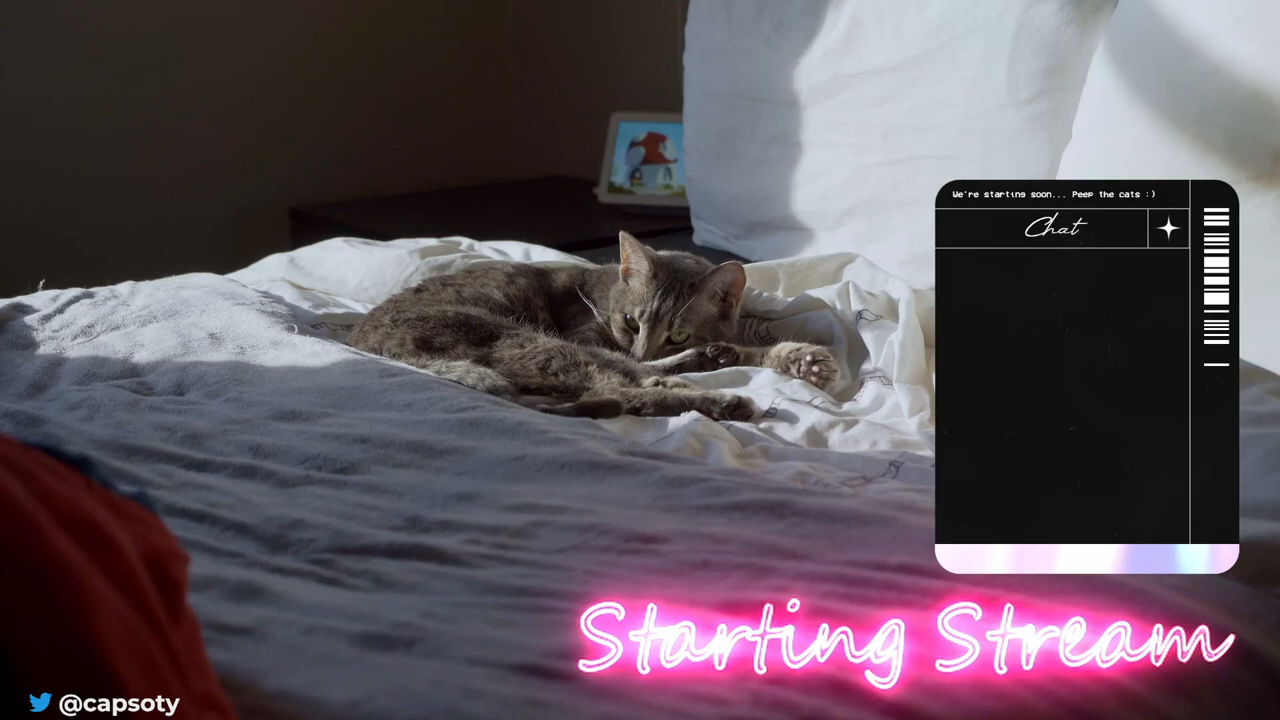 We're starting soon... Peep the cats :)
Chat
Starting Stream
@capsoty